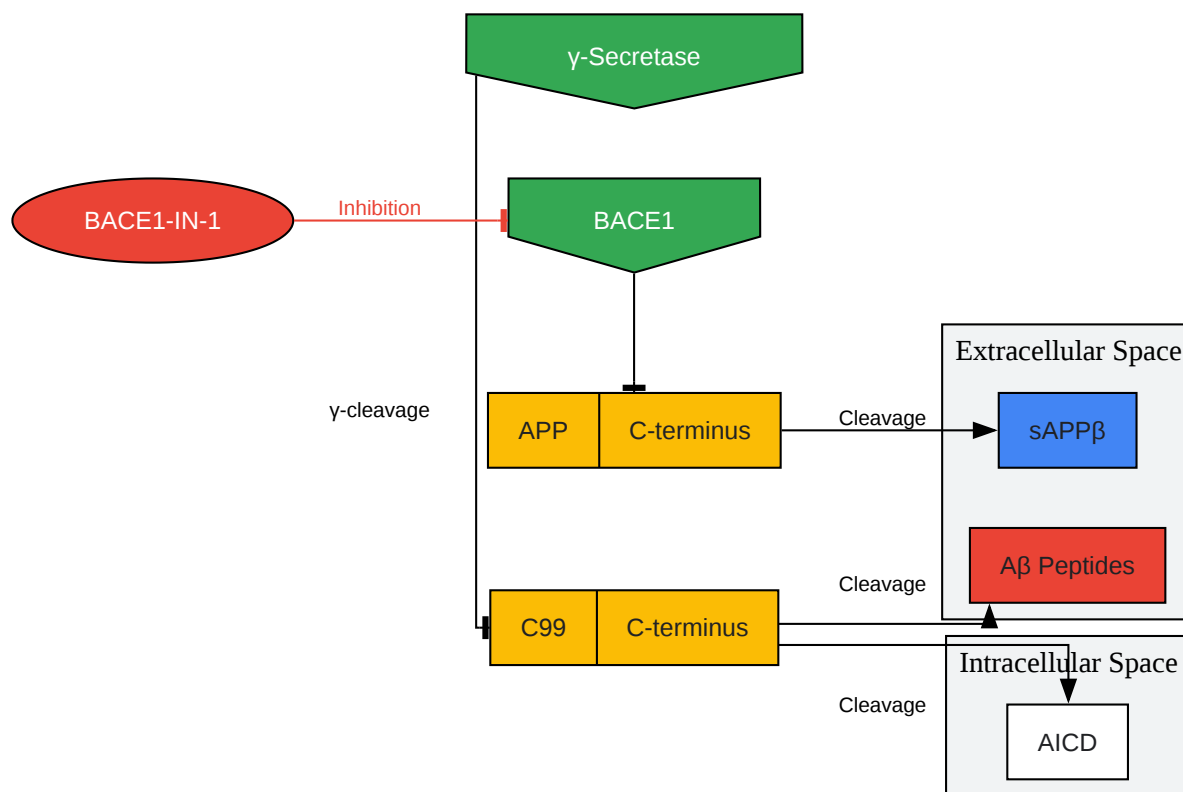 γ-Secretase
BACE1-IN-1
Inhibition
BACE1
Extracellular Space
γ-cleavage
APP
C-terminus
Cleavage
sAPPβ
Aβ Peptides
Cleavage
C99
C-terminus
Intracellular Space
Cleavage
AICD